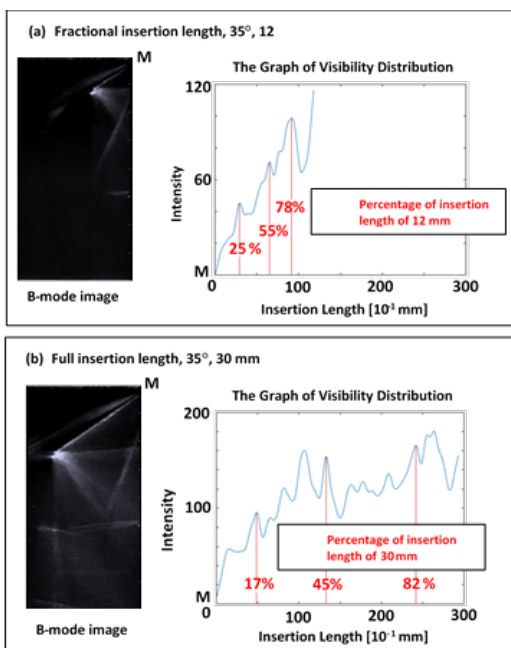 (a) Fractional insertion length, 35°, 12
M
The Graph of Visibility Distribution
120
60
M
Intensity
78%
55%
25 %
Percentage of insertion
length of 12 mm
0
100
200
300
Insertion Length [10⁻¹ mm]
B-mode image
(b) Full insertion length, 35°, 30 mm
M
The Graph of Visibility Distribution
200
100
M
Intensity
Percentage of insertion
length of 30 mm
17%
45%
82 %
0
100
200
300
Insertion Length [10⁻¹ mm]
B-mode image